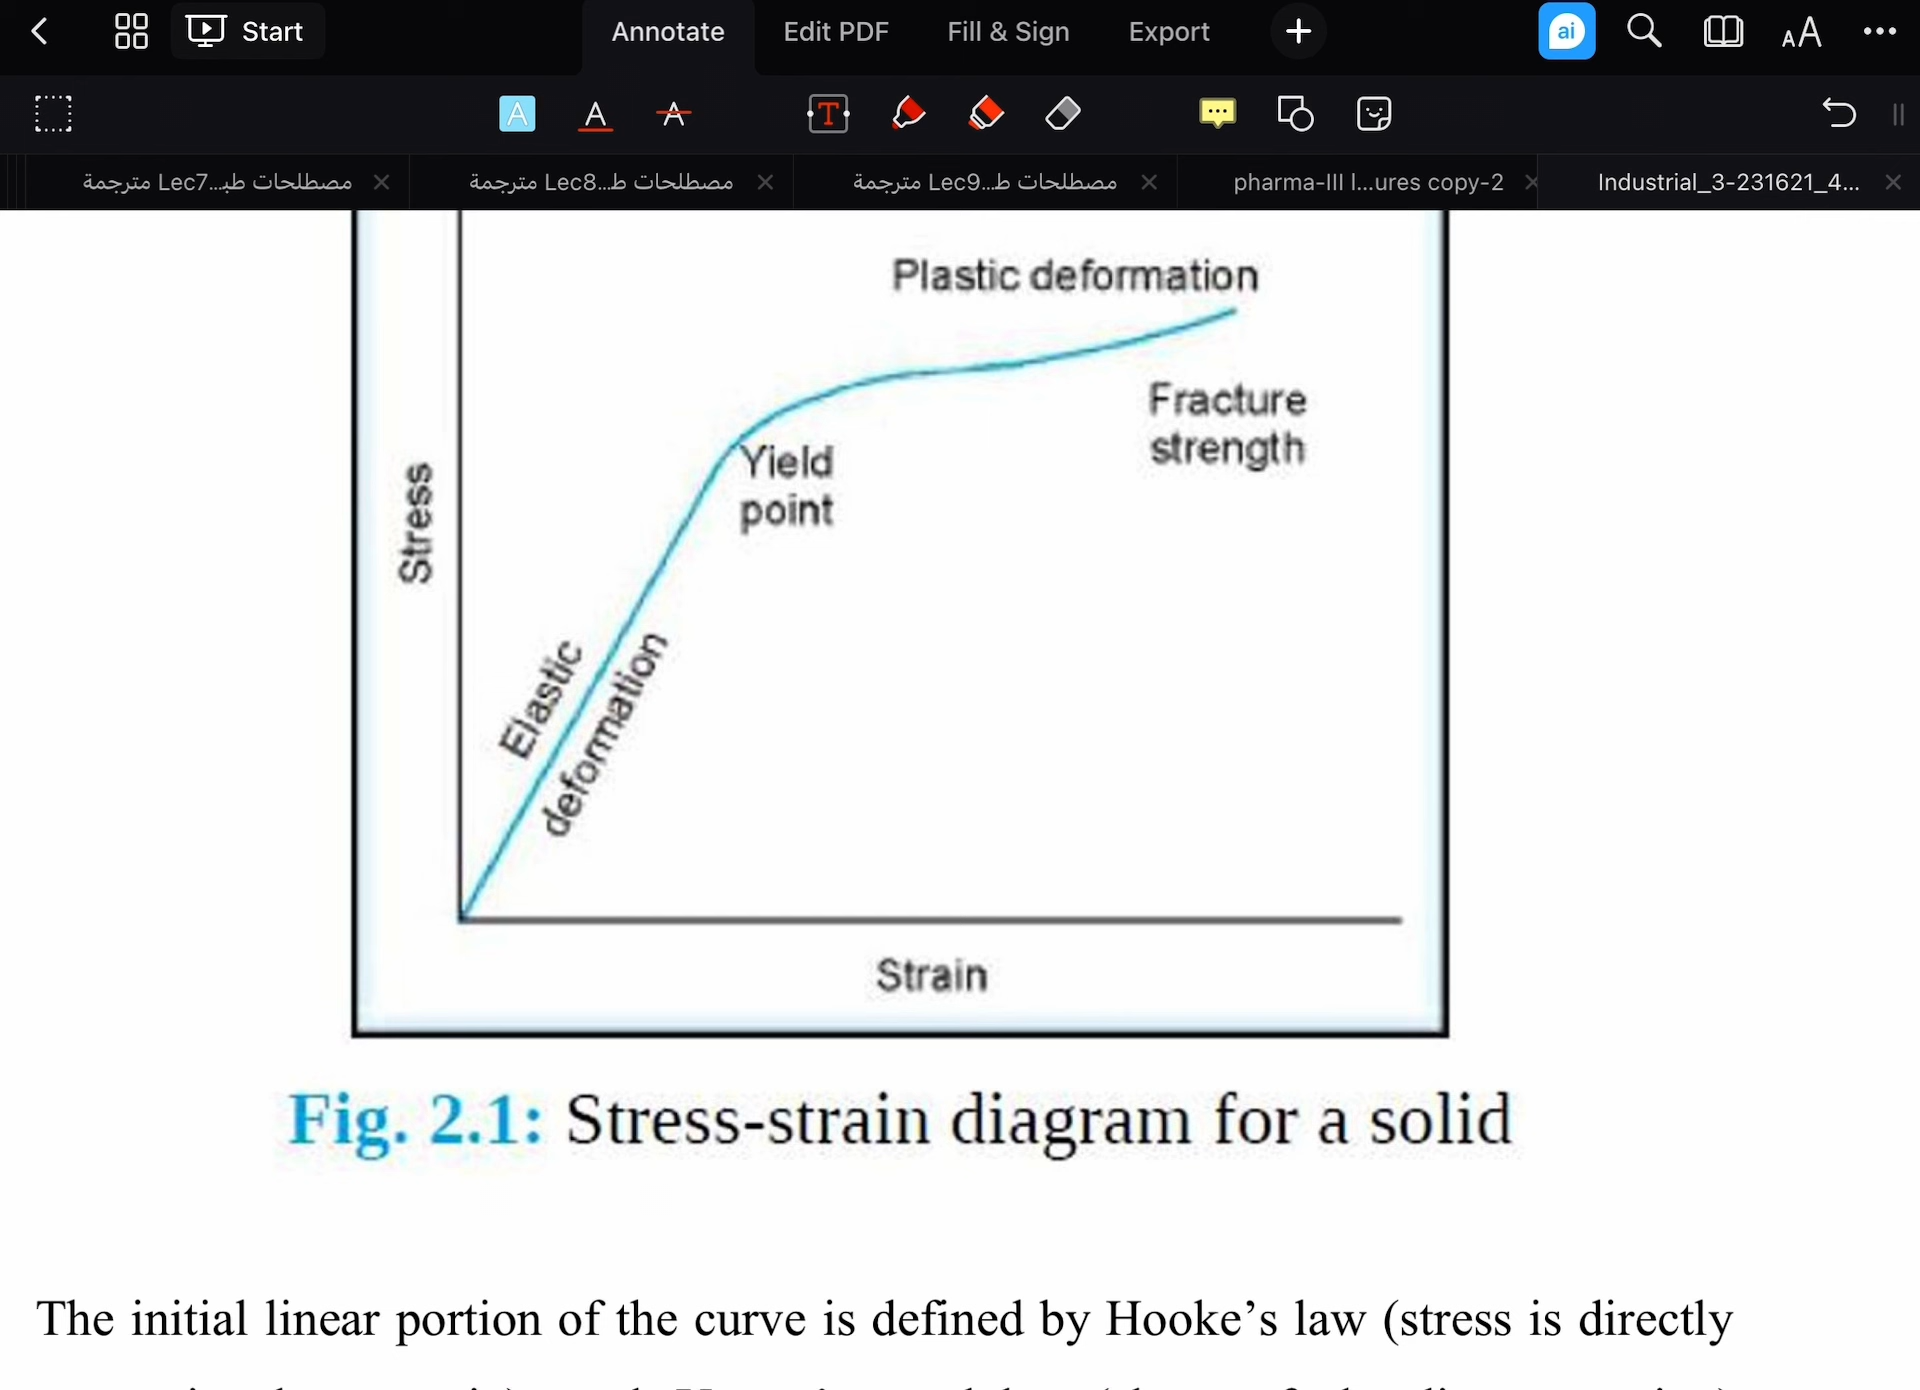 Start
Annotate
Edit PDF
Fill & Sign
Export
ai
AA
A
A
A
T
مصطلحات طبـ...Lec7 مترجمة
مصطلحات طـ...Lec8 مترجمة
مصطلحات طـ...Lec9 مترجمة
pharma-III l...ures copy-2
Industrial_3-231621_4...
Plastic deformation
Fracture
strength
Yield
point
Stress
Elastic
deformation
Strain
Fig. 2.1: Stress-strain diagram for a solid
The initial linear portion of the curve is defined by Hooke’s law (stress is directly